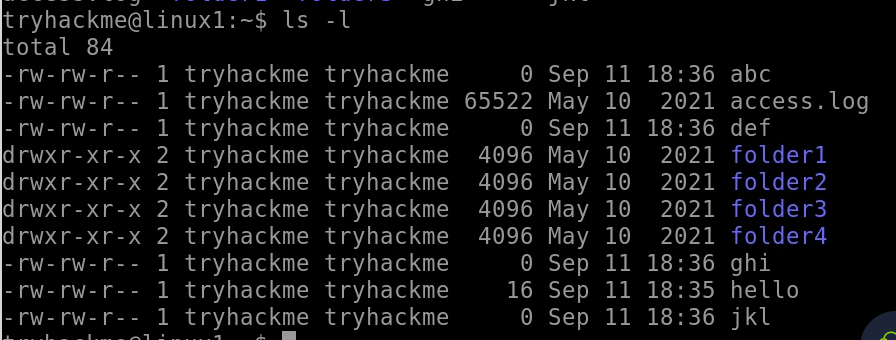 tryhackme@linux1:~$ ls -l
total 84
-rw-rw-r-- 1 tryhackme tryhackme     0 Sep 11 18:36 abc
-rw-rw-r-- 1 tryhackme tryhackme 65522 May 10  2021 access.log
-rw-rw-r-- 1 tryhackme tryhackme     0 Sep 11 18:36 def
drwxr-xr-x 2 tryhackme tryhackme  4096 May 10  2021 folder1
drwxr-xr-x 2 tryhackme tryhackme  4096 May 10  2021 folder2
drwxr-xr-x 2 tryhackme tryhackme  4096 May 10  2021 folder3
drwxr-xr-x 2 tryhackme tryhackme  4096 May 10  2021 folder4
-rw-rw-r-- 1 tryhackme tryhackme     0 Sep 11 18:36 ghi
-rw-rw-r-- 1 tryhackme tryhackme    16 Sep 11 18:35 hello
-rw-rw-r-- 1 tryhackme tryhackme     0 Sep 11 18:36 jkl